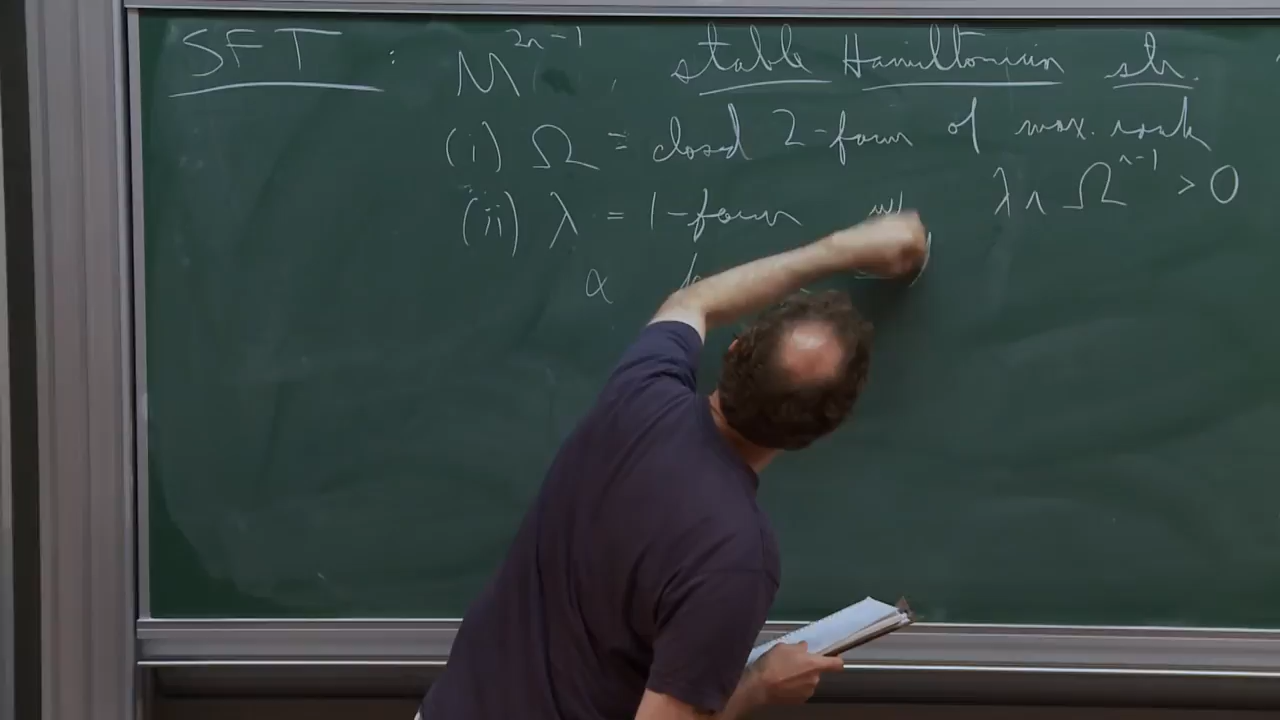 SFT : M^{2n-1}, stable Hamiltonian str.
(i) Ω = closed 2-form of max. rank
(ii) λ = 1-form w/ λ ∧ Ω^{n-1} > 0
α